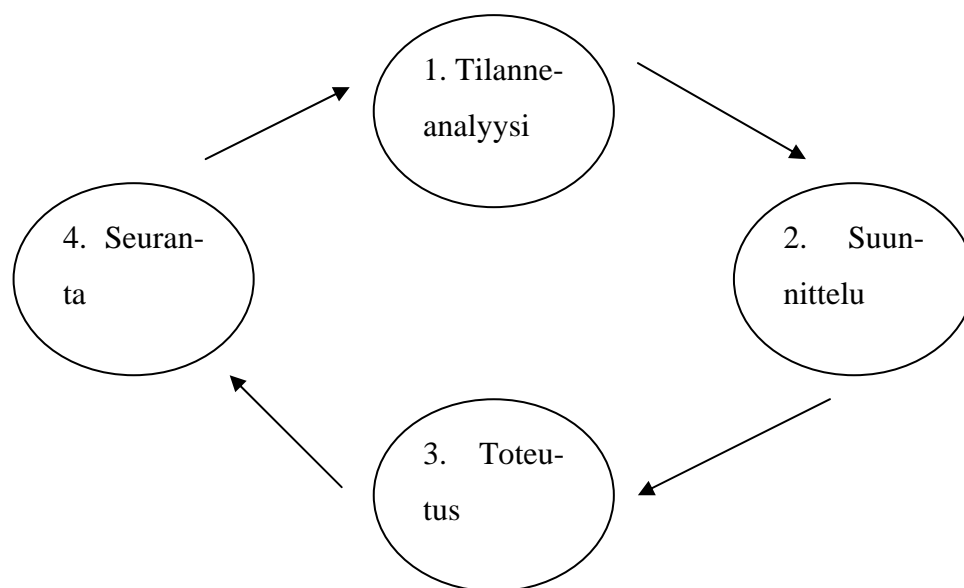 1. Tilanne-
analyysi
2. Suun-
nittelu
3. Toteu-
tus
4. Seuran-
ta